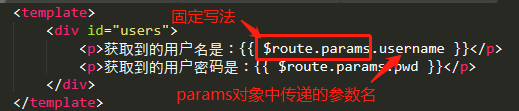 <template>
固定写法
<div id="users">
<p>获取到的用户名是：{{ $route.params.username }}</p>
<p>获取到的用户密码是：{{ $route.params.pwd }}</p>
</div>
params对象中传递的参数名
</template>